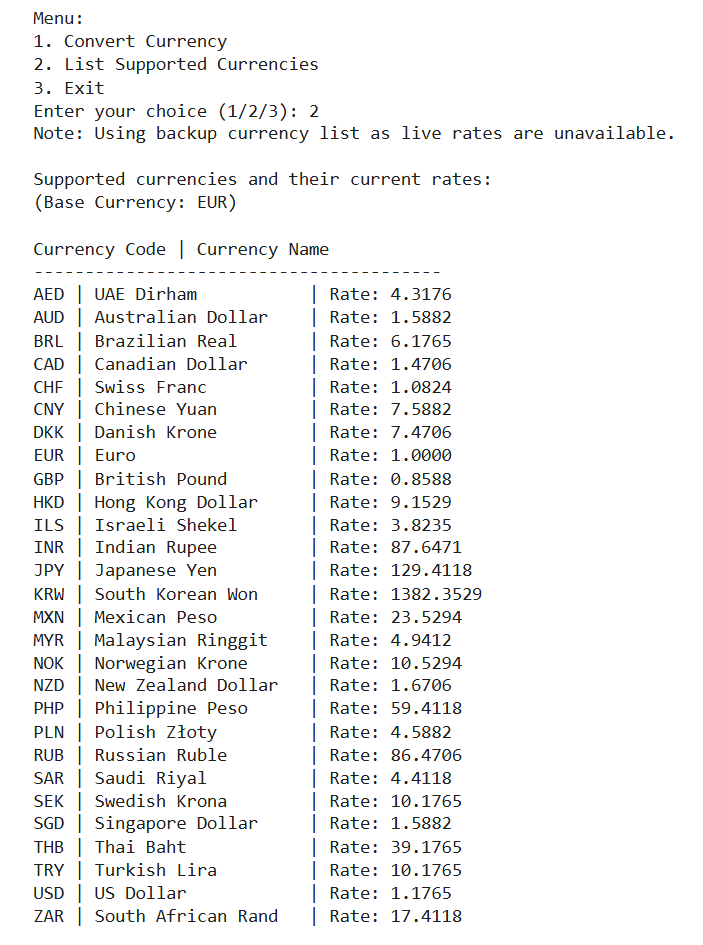 Menu:
1. Convert Currency
2. List Supported Currencies
3. Exit
Enter your choice (1/2/3): 2
Note: Using backup currency list as live rates are unavailable.
Supported currencies and their current rates:
(Base Currency: EUR)
Currency Code | Currency Name
----------------------------------------
AED | UAE Dirham           | Rate: 4.3176
AUD | Australian Dollar    | Rate: 1.5882
BRL | Brazilian Real       | Rate: 6.1765
CAD | Canadian Dollar      | Rate: 1.4706
CHF | Swiss Franc          | Rate: 1.0824
CNY | Chinese Yuan         | Rate: 7.5882
DKK | Danish Krone         | Rate: 7.4706
EUR | Euro                 | Rate: 1.0000
GBP | British Pound        | Rate: 0.8588
HKD | Hong Kong Dollar     | Rate: 9.1529
ILS | Israeli Shekel       | Rate: 3.8235
INR | Indian Rupee         | Rate: 87.6471
JPY | Japanese Yen         | Rate: 129.4118
KRW | South Korean Won     | Rate: 1382.3529
MXN | Mexican Peso         | Rate: 23.5294
MYR | Malaysian Ringgit    | Rate: 4.9412
NOK | Norwegian Krone      | Rate: 10.5294
NZD | New Zealand Dollar   | Rate: 1.6706
PHP | Philippine Peso      | Rate: 59.4118
PLN | Polish Złoty         | Rate: 4.5882
RUB | Russian Ruble        | Rate: 86.4706
SAR | Saudi Riyal          | Rate: 4.4118
SEK | Swedish Krona        | Rate: 10.1765
SGD | Singapore Dollar     | Rate: 1.5882
THB | Thai Baht            | Rate: 39.1765
TRY | Turkish Lira         | Rate: 10.1765
USD | US Dollar            | Rate: 1.1765
ZAR | South African Rand   | Rate: 17.4118